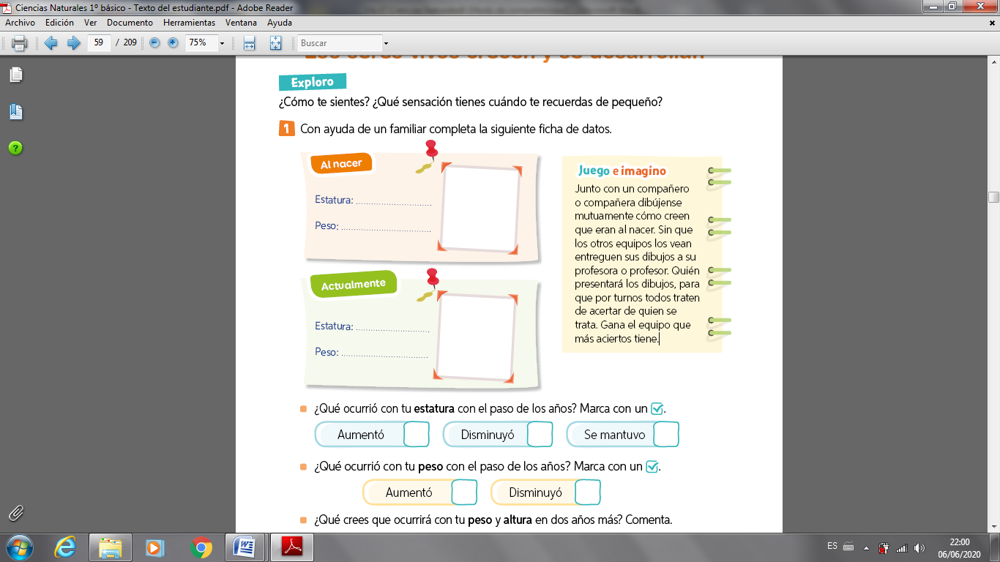 Ciencias Naturales 1º básico - Texto del estudiante.pdf - Adobe Reader
Archivo Edición Ver Documento Herramientas Ventana Ayuda
59 / 209 75% Buscar
Los seres vivos crecen y se desarrollan
Exploro
¿Cómo te sientes? ¿Qué sensación tienes cuándo te recuerdas de pequeño?
1 Con ayuda de un familiar completa la siguiente ficha de datos.
Al nacer
Estatura:
Peso:
Actualmente
Estatura:
Peso:
Juego e imagino
Junto con un compañero
o compañera dibújense
mutuamente cómo creen
que eran al nacer. Sin que
los otros equipos los vean
entreguen sus dibujos a su
profesora o profesor. Quién
presentará los dibujos, para
que por turnos todos traten
de acertar de quien se
trata. Gana el equipo que
más aciertos tiene.
¿Qué ocurrió con tu estatura con el paso de los años? Marca con un ☑.
Aumentó Disminuyó Se mantuvo
¿Qué ocurrió con tu peso con el paso de los años? Marca con un ☑.
Aumentó Disminuyó
¿Qué crees que ocurrirá con tu peso y altura en dos años más? Comenta.
ES 22:00
06/06/2020